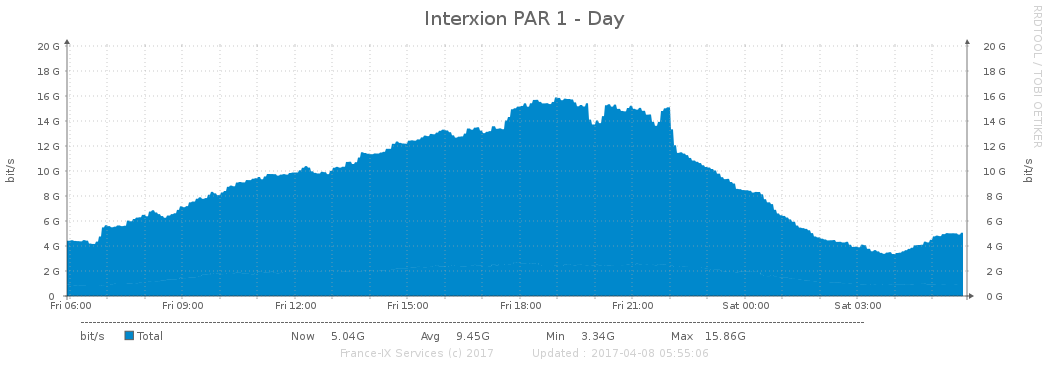 Interxion PAR 1 - Day
RRDTOOL / TOBI OETIKER
20 G 20 G
18 G 18 G
16 G 16 G
14 G 14 G
12 G 12 G
10 G 10 G
8 G 8 G
6 G 6 G
4 G 4 G
2 G 2 G
0 0 G
bit/s bit/s
Fri 06:00 Fri 09:00 Fri 12:00 Fri 15:00 Fri 18:00 Fri 21:00 Sat 00:00 Sat 03:00
bit/s Total Now 5.04G Avg 9.45G Min 3.34G Max 15.86G
France-IX Services (c) 2017 Updated : 2017-04-08 05:55:06